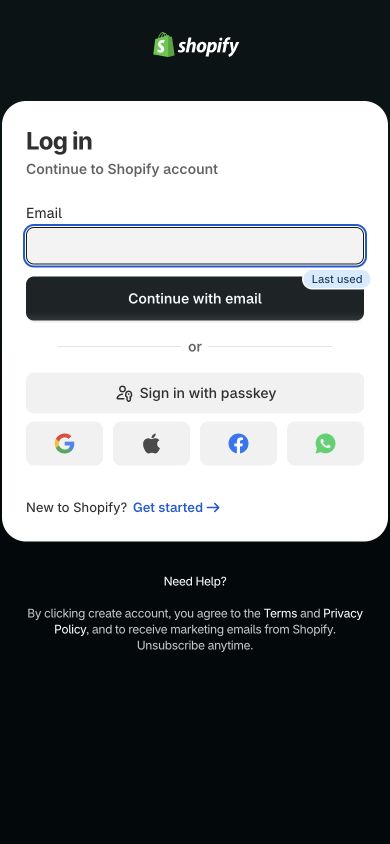 shopify
Log in
Continue to Shopify account
Email
Last used
Continue with email
or
Sign in with passkey
New to Shopify? Get started →
Need Help?
By clicking create account, you agree to the Terms and Privacy
Policy, and to receive marketing emails from Shopify.
Unsubscribe anytime.